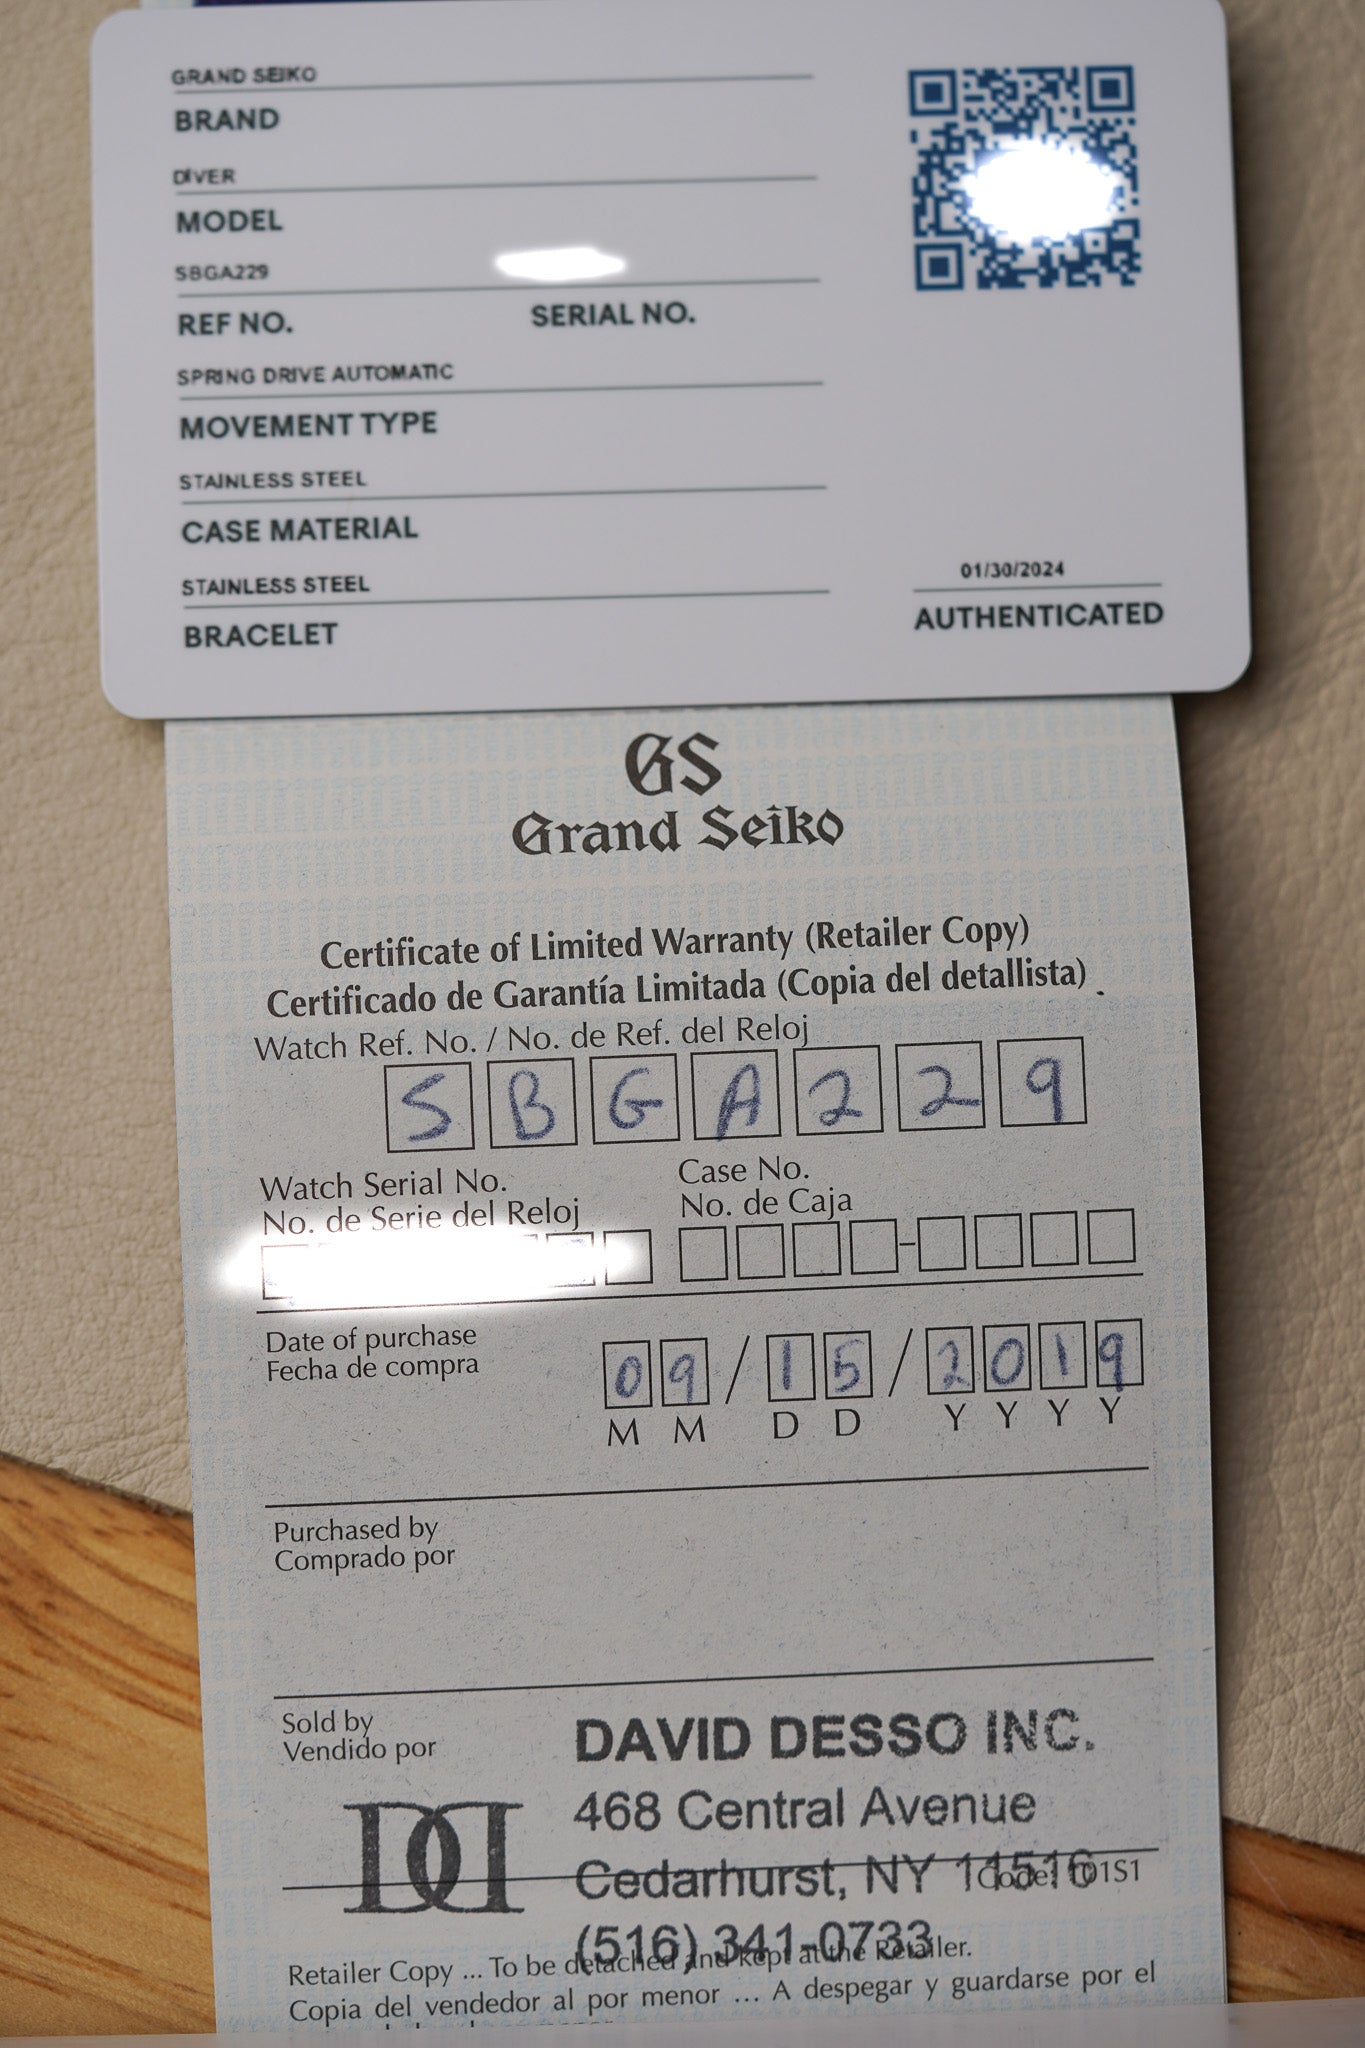 GRAND SEIKO
BRAND
DIVER
MODEL
SBGA229
REF NO. SERIAL NO.
SPRING DRIVE AUTOMATIC
MOVEMENT TYPE
STAINLESS STEEL
CASE MATERIAL
STAINLESS STEEL
BRACELET
01/30/2024
AUTHENTICATED
GS
Grand Seiko
Certificate of Limited Warranty (Retailer Copy)
Certificado de Garantía Limitada (Copia del detallista)
Watch Ref. No. / No. de Ref. del Reloj
SBGA229
Watch Serial No.
No. de Serie del Reloj
Case No.
No. de Caja
-
Date of purchase
Fecha de compra
09/15/2019
M M D D Y Y Y Y
Purchased by
Comprado por
Sold by
Vendido por
DD
DAVID DESSO INC.
468 Central Avenue
Cedarhurst, NY 11516
Code: 101S1
(516) 341-0733
Retailer Copy ... To be detached and kept at the Retailer.
Copia del vendedor al por menor ... A despegar y guardarse por el